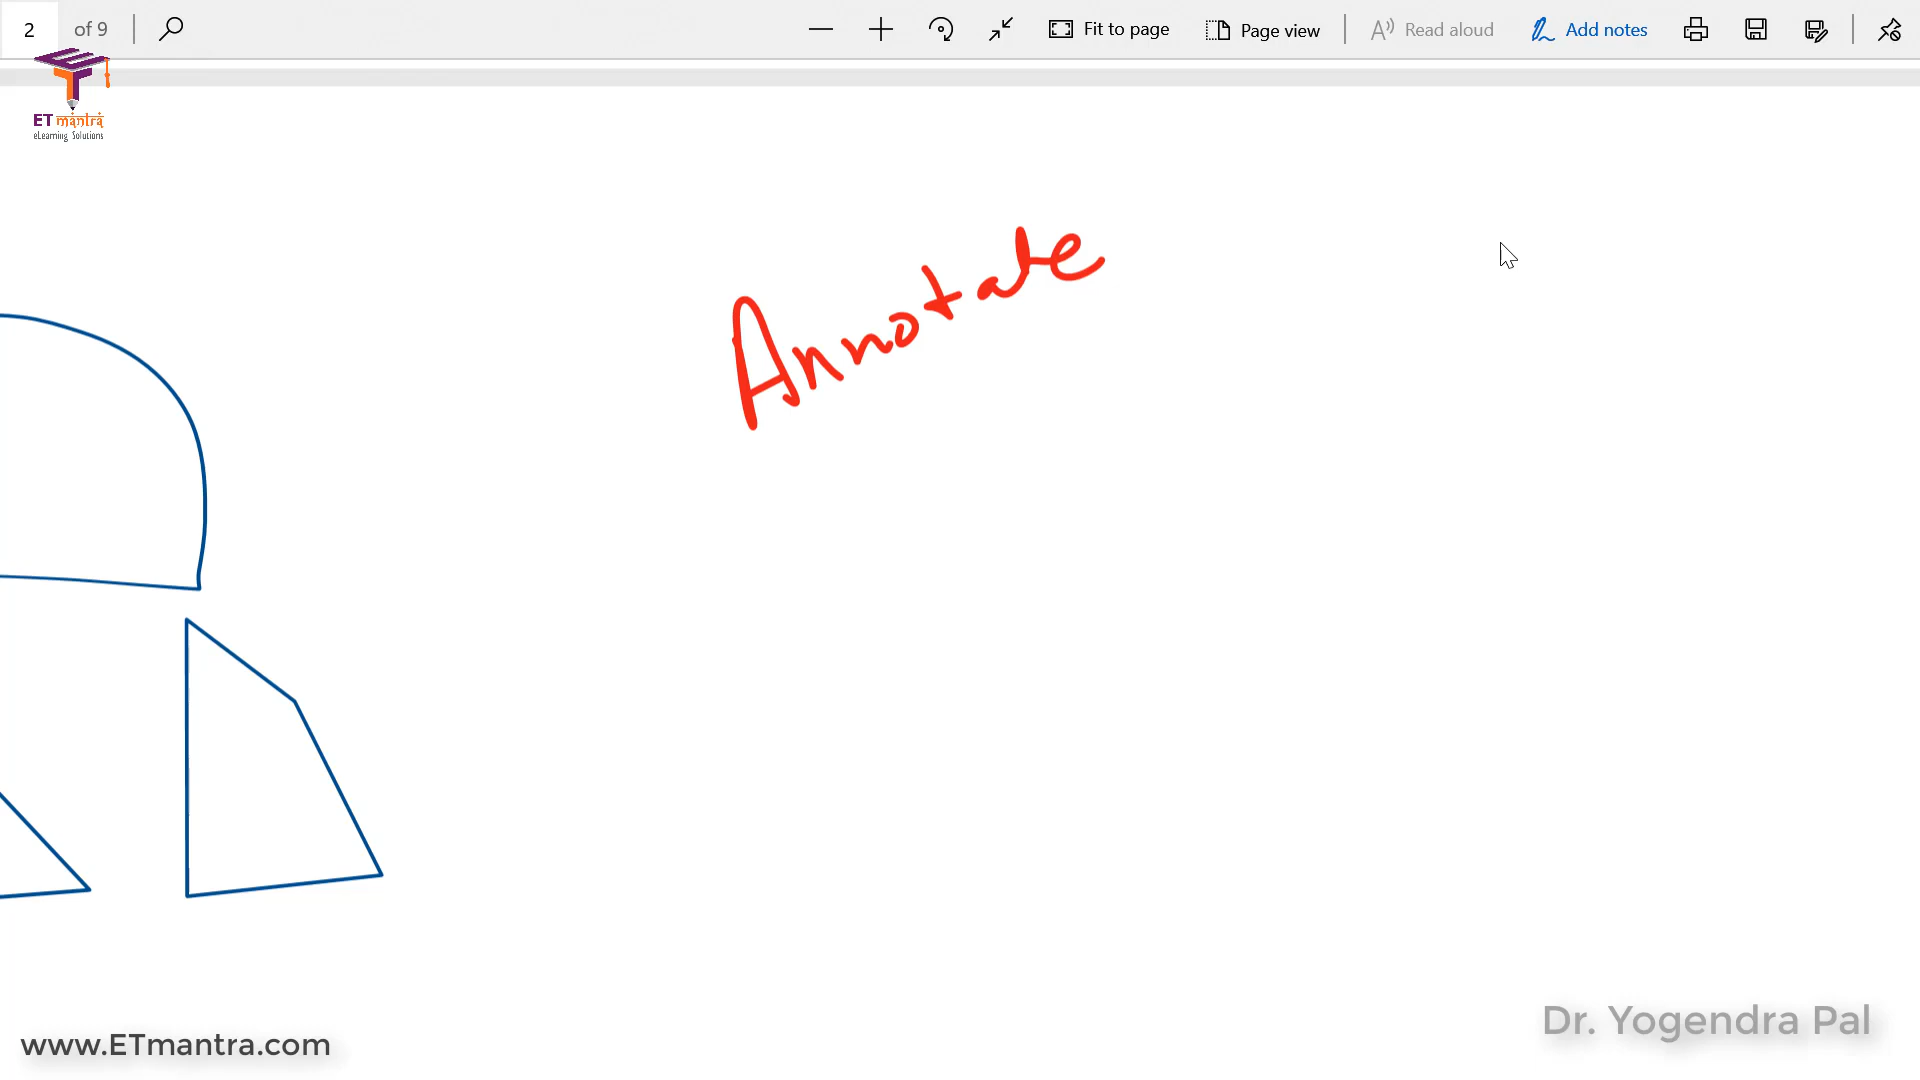 2 of 9 Fit to page Page view Read aloud Add notes
ET mantra
eLearning Solutions
Annotate
www.ETmantra.com
Dr. Yogendra Pal